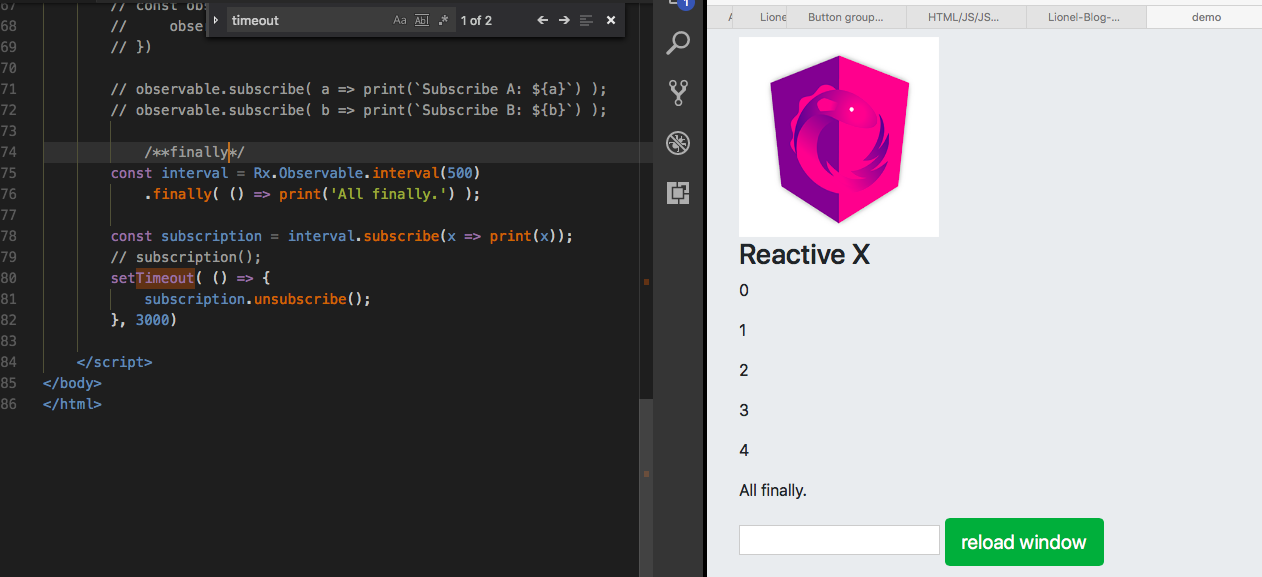 67 // const obs
timeout Aa Abl .* 1 of 2
68 // obser
69 // })
70
71 // observable.subscribe( a => print(`Subscribe A: ${a}`) );
72 // observable.subscribe( b => print(`Subscribe B: ${b}`) );
73
74 /**finally*/
75 const interval = Rx.Observable.interval(500)
76 .finally( () => print('All finally.') );
77
78 const subscription = interval.subscribe(x => print(x));
79 // subscription();
80 setTimeout( () => {
81 subscription.unsubscribe();
82 }, 3000)
83
84 </script>
85 </body>
86 </html>
1
Lione
Button group...
HTML/JS/JS...
Lionel-Blog-...
demo
Reactive X
0
1
2
3
4
All finally.
reload window